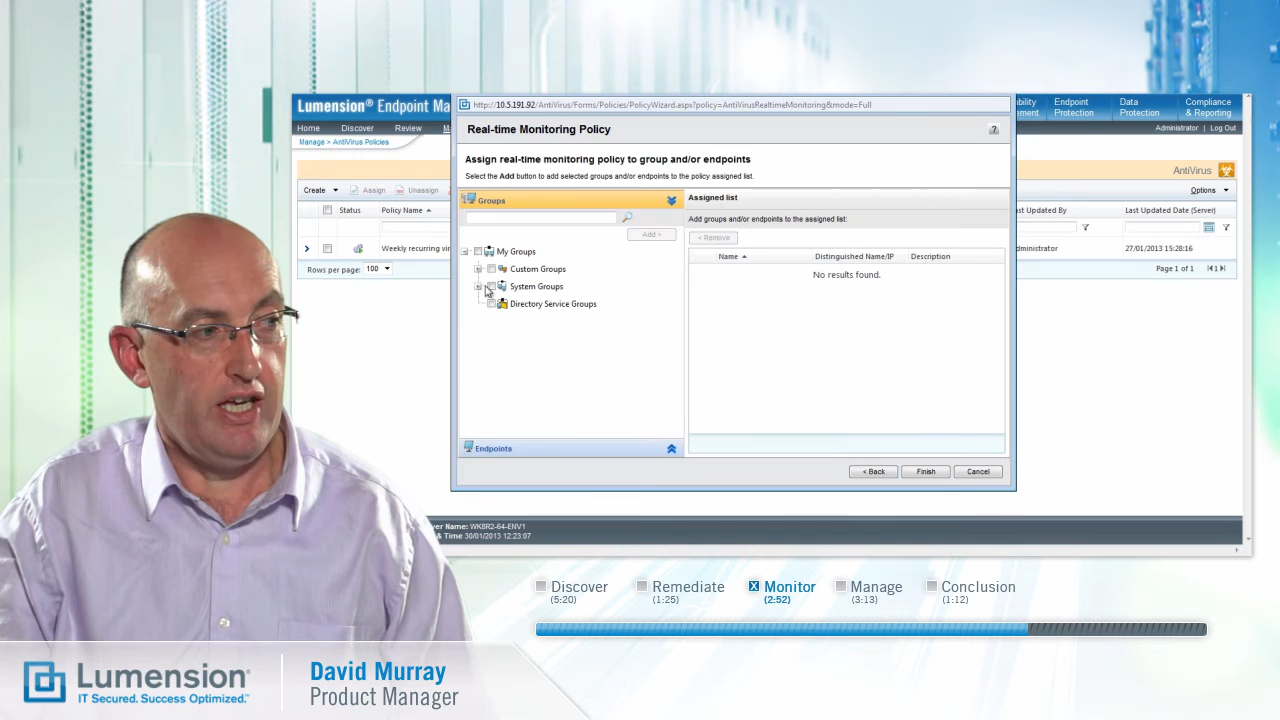 Lumension® Endpoint Ma
http://10.5.191.92/AntiVirus/Forms/Policies/PolicyWizard.aspx?policy=AntiVirusRealtimeMonitoring&mode=Full
Endpoint Protection
Data Protection
Compliance & Reporting
Home Discover Review
Administrator | Log Out
Manage > AntiVirus Policies
Real-time Monitoring Policy
?
Assign real-time monitoring policy to group and/or endpoints
Select the Add button to add selected groups and/or endpoints to the policy assigned list.
AntiVirus
Create Assign Unassign
Options
Status Policy Name
Last Updated Date (Server)
Weekly recurring vir
27/01/2013 15:28:16
Rows per page: 100
Page 1 of 1
1
Groups
Add >
My Groups
Custom Groups
System Groups
Directory Service Groups
Endpoints
Assigned list
Add groups and/or endpoints to the assigned list:
< Remove
Name Distinguished Name/IP Description
No results found.
< Back Finish Cancel
ver Name: WK8R2-64-ENV1
& Time 30/01/2013 12:23:07
Discover
(5:20)
Remediate
(1:25)
X Monitor
(2:52)
Manage
(3:13)
Conclusion
(1:12)
Lumension®
IT Secured. Success Optimized.™
David Murray
Product Manager